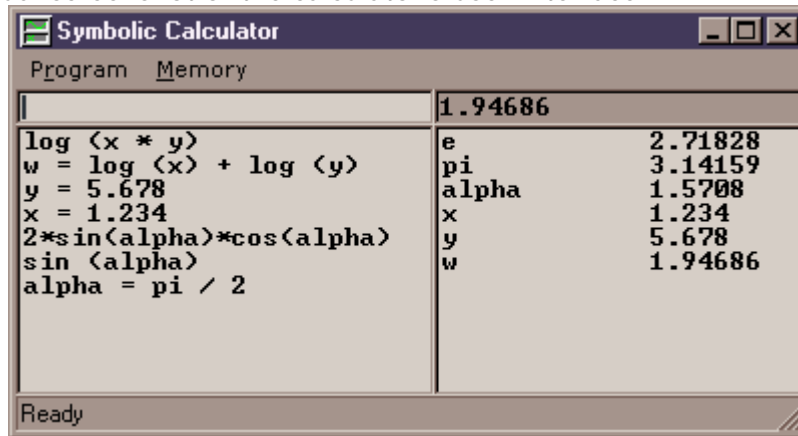 Symbolic Calculator
Program Memory
1.94686
log (x * y)
w = log (x) + log (y)
y = 5.678
x = 1.234
2*sin(alpha)*cos(alpha)
sin (alpha)
alpha = pi / 2
e 2.71828
pi 3.14159
alpha 1.5708
x 1.234
y 5.678
w 1.94686
Ready